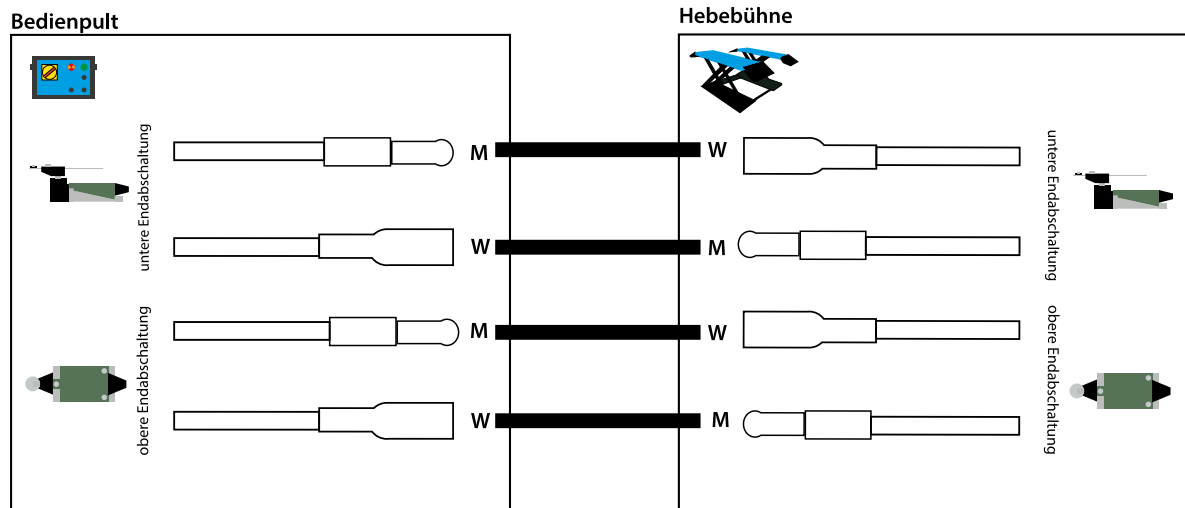 Bedienpult
Hebebühne
untere Endabschaltung
M
W
untere Endabschaltung
W
M
obere Endabschaltung
M
W
obere Endabschaltung
W
M